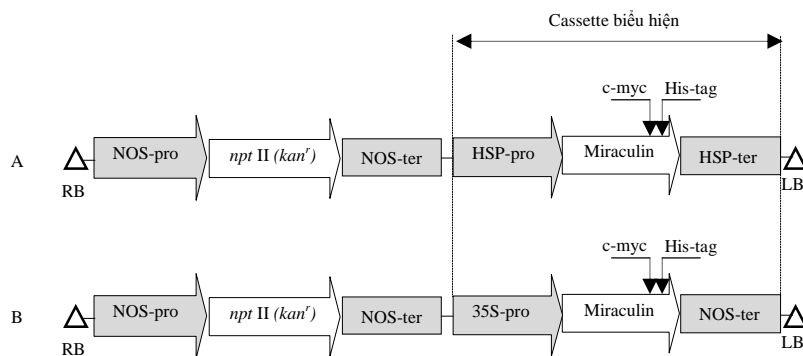 Cassette biểu hiện
c-myc His-tag
A NOS-pro npt II (kanʳ) NOS-ter HSP-pro Miraculin HSP-ter
RB LB
c-myc His-tag
B NOS-pro npt II (kanʳ) NOS-ter 35S-pro Miraculin NOS-ter
RB LB